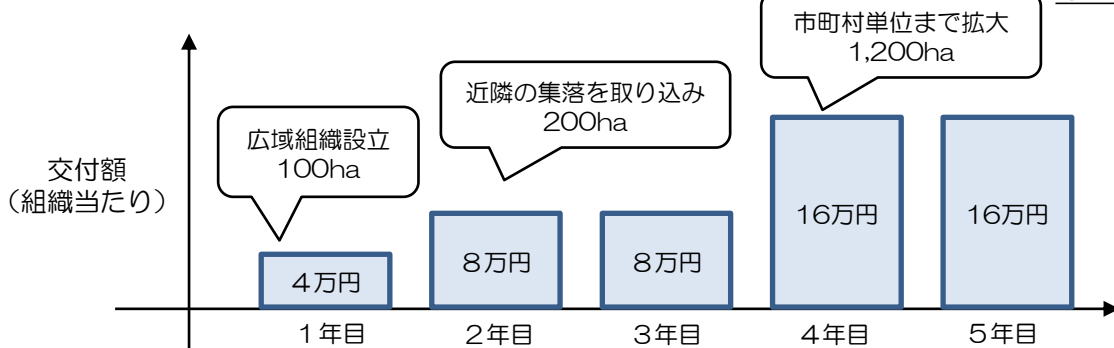 市町村単位まで拡大
1,200ha
近隣の集落を取り込み
200ha
広域組織設立
100ha
交付額
（組織当たり）
４万円
８万円
８万円
16万円
16万円
１年目
２年目
３年目
４年目
５年目